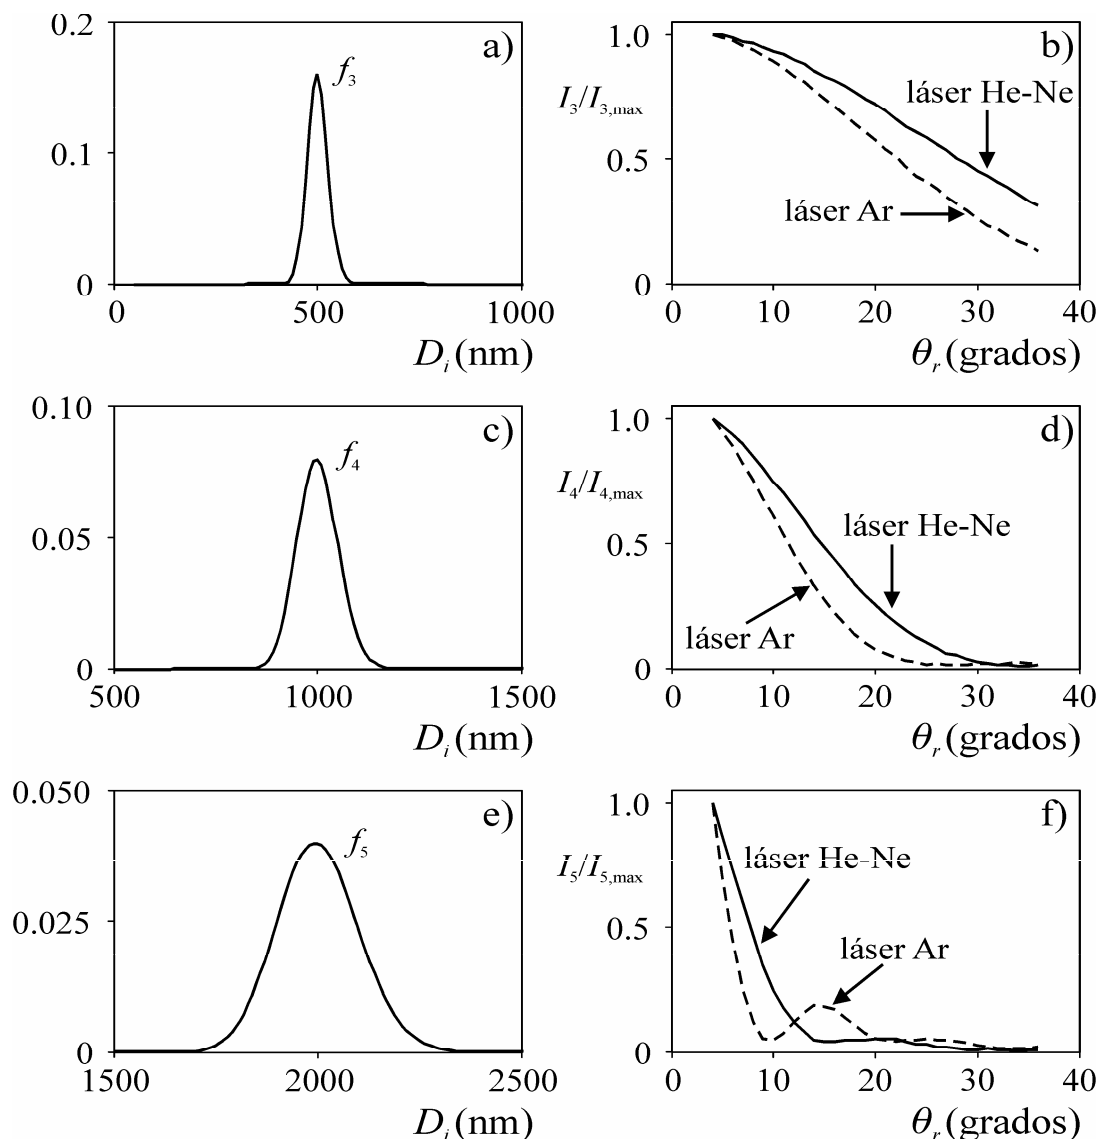 0.2
a)
f3
0.1
0
0
500
1000
Di (nm)
1.0
b)
I3/I3,max
láser He-Ne
0.5
láser Ar
0
0
10
20
30
40
θr (grados)
0.10
c)
f4
0.05
0
500
1000
1500
Di (nm)
1.0
d)
I4/I4,max
láser He-Ne
0.5
láser Ar
0
0
10
20
30
40
θr (grados)
0.050
e)
f5
0.025
0
1500
2000
2500
Di (nm)
1.0
f)
I5/I5,max
láser He-Ne
0.5
láser Ar
0
0
10
20
30
40
θr (grados)